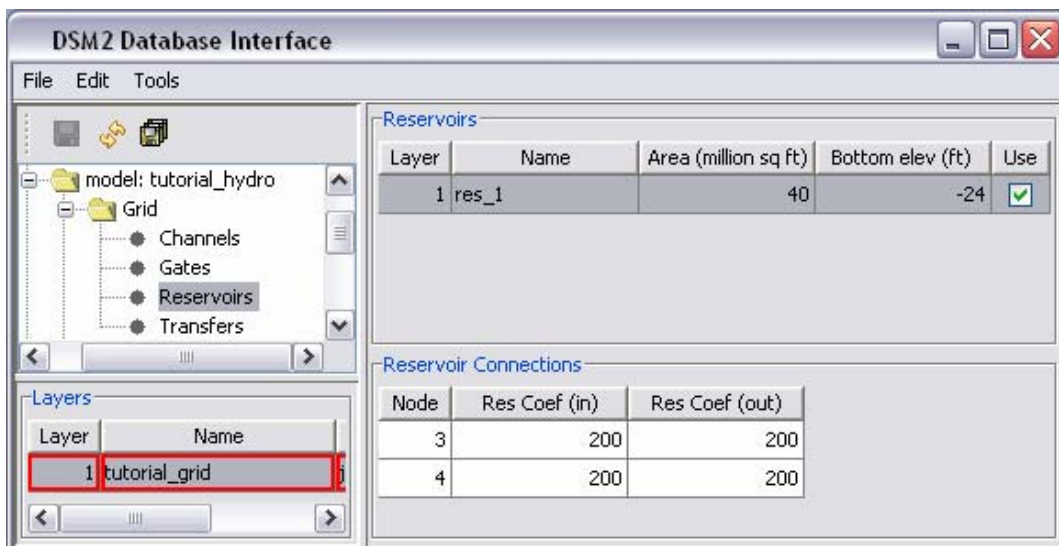 DSM2 Database Interface
File Edit Tools
model: tutorial_hydro
Grid
Channels
Gates
Reservoirs
Transfers
Layers
Layer Name
1 tutorial_grid j
Reservoirs
Layer Name Area (million sq ft) Bottom elev (ft) Use
1 res_1 40 -24
Reservoir Connections
Node Res Coef (in) Res Coef (out)
3 200 200
4 200 200